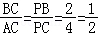 BC/AC = PB/PC = 2/4 = 1/2